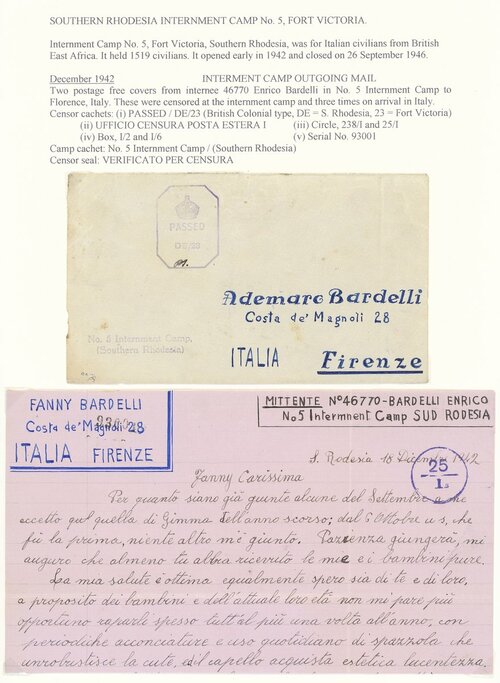 SOUTHERN RHODESIA INTERNMENT CAMP No. 5, FORT VICTORIA.
Internment Camp No. 5, Fort Victoria, Southern Rhodesia, was for Italian civilians from British
East Africa. It held 1519 civilians. It opened early in 1942 and closed on 26 September 1946.
December 1942 INTERMENT CAMP OUTGOING MAIL
Two postage free covers from internee 46770 Enrico Bardelli in No. 5 Internment Camp to
Florence, Italy. These were censored at the internment camp and three times on arrival in Italy.
Censor cachets: (i) PASSED / DE/23 (British Colonial type, DE = S. Rhodesia, 23 = Fort Victoria)
(ii) UFFICIO CENSURA POSTA ESTERA I (iii) Circle, 238/I and 25/I
(iv) Box, I/2 and I/6 (v) Serial No. 93001
Camp cachet: No. 5 Internment Camp / (Southern Rhodesia)
Censor seal: VERIFICATO PER CENSURA
PASSED
DE/23
Ademaro Bardelli
Costa de' Magnoli 28
No. 5 Internment Camp,
(Southern Rhodesia)
ITALIA Firenze
FANNY BARDELLI
Costa de' Magnoli 28
ITALIA FIRENZE
MITTENTE Nº46770-BARDELLI ENRICO
No5 Intermnent Camp SUD RODESIA
S. Rodesia 18 Dicembre 1942
25
1s
Fanny Carissima
Per quanto siano già giunte alcune del Settembre a me
eccetto quella di Gimma dell'anno scorso; dal 6 Ottobre u.s, che
fù la prima, niente altro mi è giunto. Pazienza giungerà, mi
auguro che almeno tu abbia ricevuto le mie e i bambini pure.
La mia salute è ottima egualmente spero sia di te e di loro,
a proposito dei bambini e dell'attuale loro età non mi pare più
opportuno raparli spesso tutt'al più una volta all'anno, con
periodiche acconciature e uso quotidiano di spazzola che
unrobustisce la cute, ed il capello acquista estetica lucentezza.